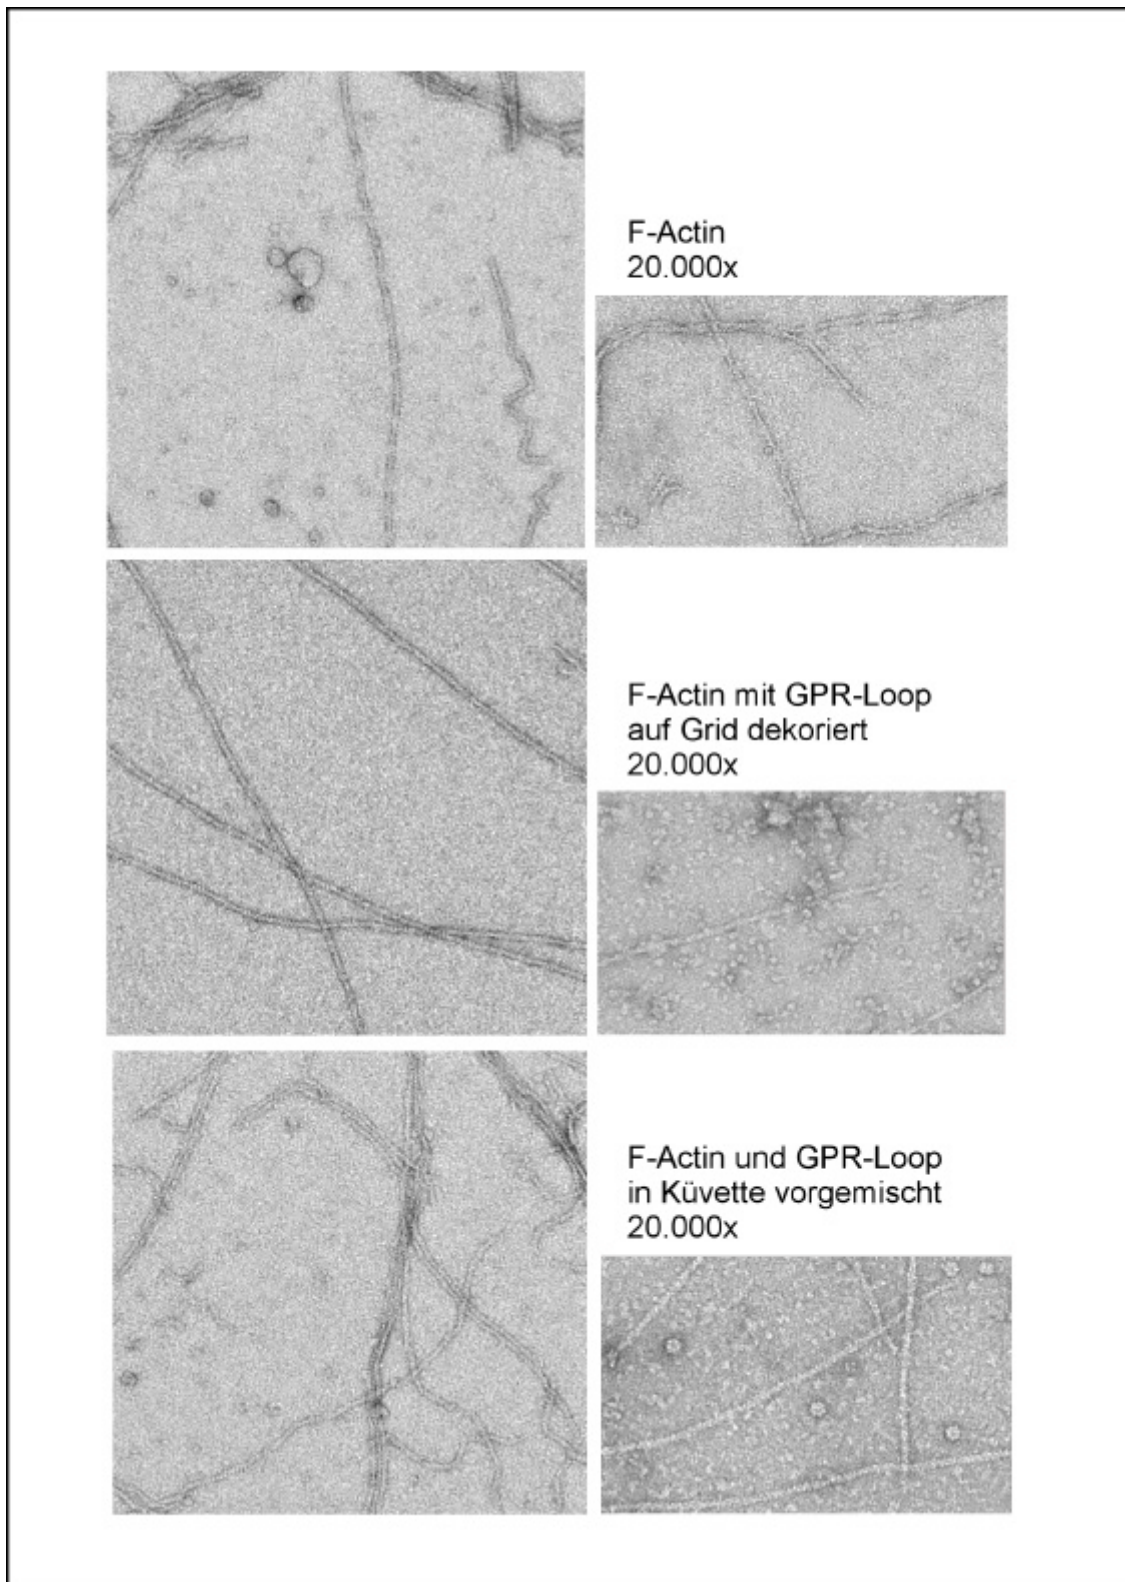 F-Actin
20.000x
F-Actin mit GPR-Loop
auf Grid dekoriert
20.000x
F-Actin und GPR-Loop
in Küvette vorgemischt
20.000x